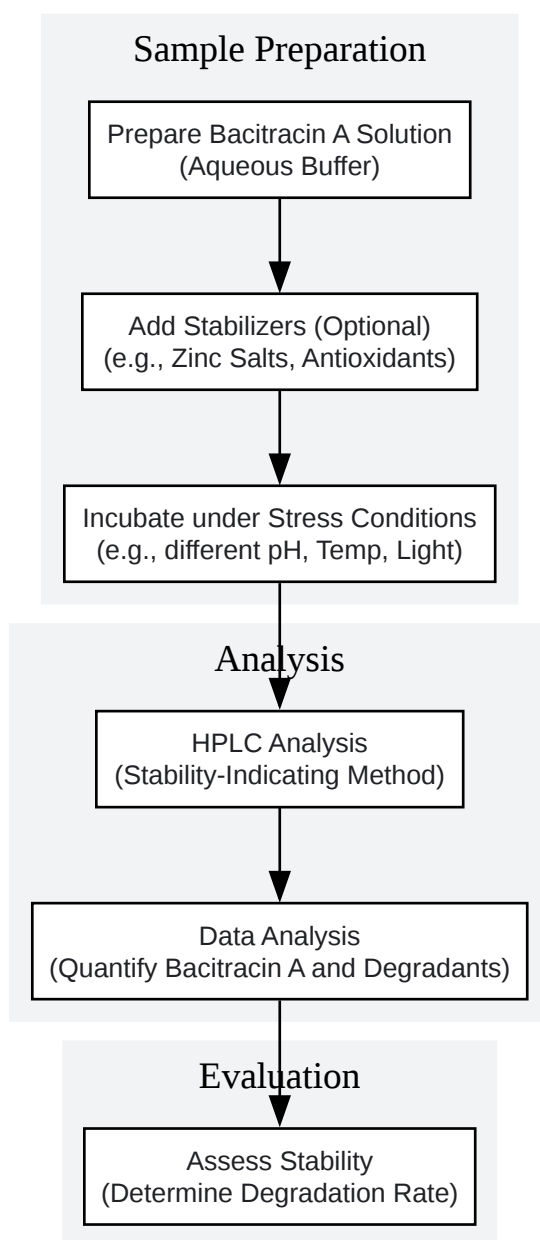 Sample Preparation
Prepare Bacitracin A Solution
(Aqueous Buffer)
Add Stabilizers (Optional)
(e.g., Zinc Salts, Antioxidants)
Incubate under Stress Conditions
(e.g., different pH, Temp, Light)
Analysis
HPLC Analysis
(Stability-Indicating Method)
Data Analysis
(Quantify Bacitracin A and Degradants)
Evaluation
Assess Stability
(Determine Degradation Rate)